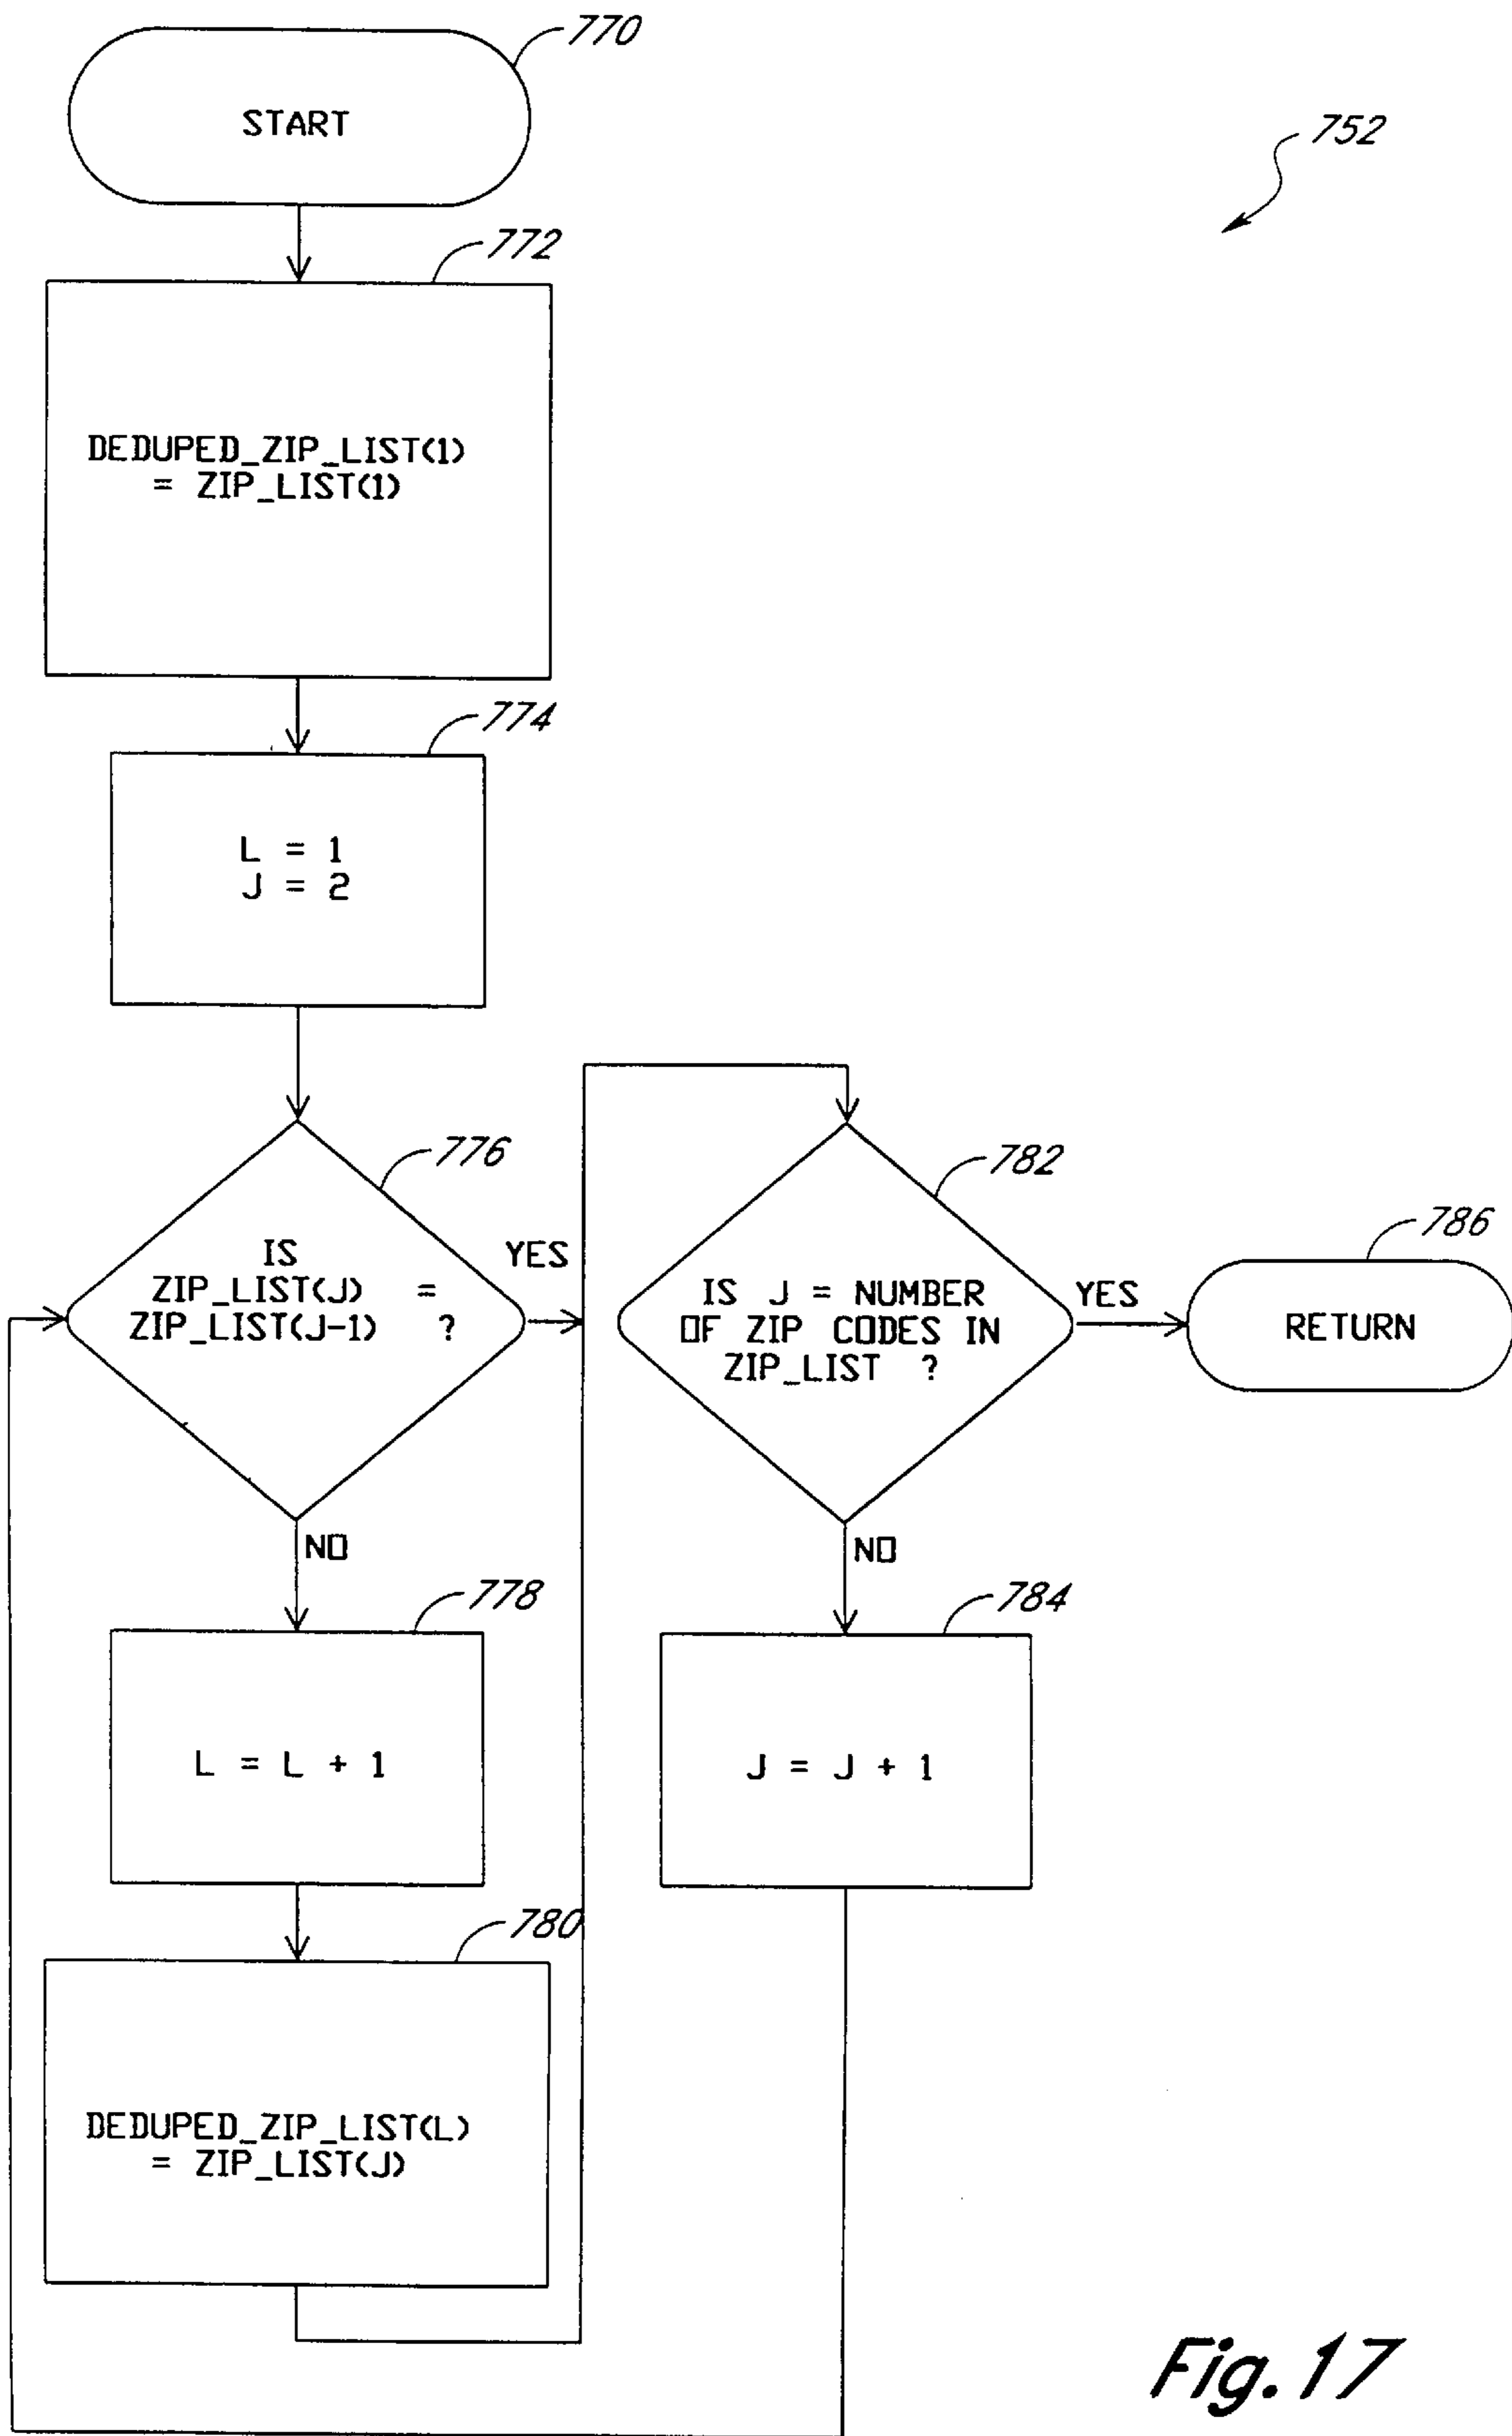 770
START
752
772
DEDUPED_ZIP_LIST(1)
= ZIP_LIST(1)
774
L = 1
J = 2
776
IS
ZIP_LIST(J) =
ZIP_LIST(J-1) ?
YES
NO
778
L = L + 1
780
DEDUPED_ZIP_LIST(L)
= ZIP_LIST(J)
782
IS J = NUMBER
OF ZIP CODES IN
ZIP_LIST ?
YES
NO
784
J = J + 1
786
RETURN
Fig. 17